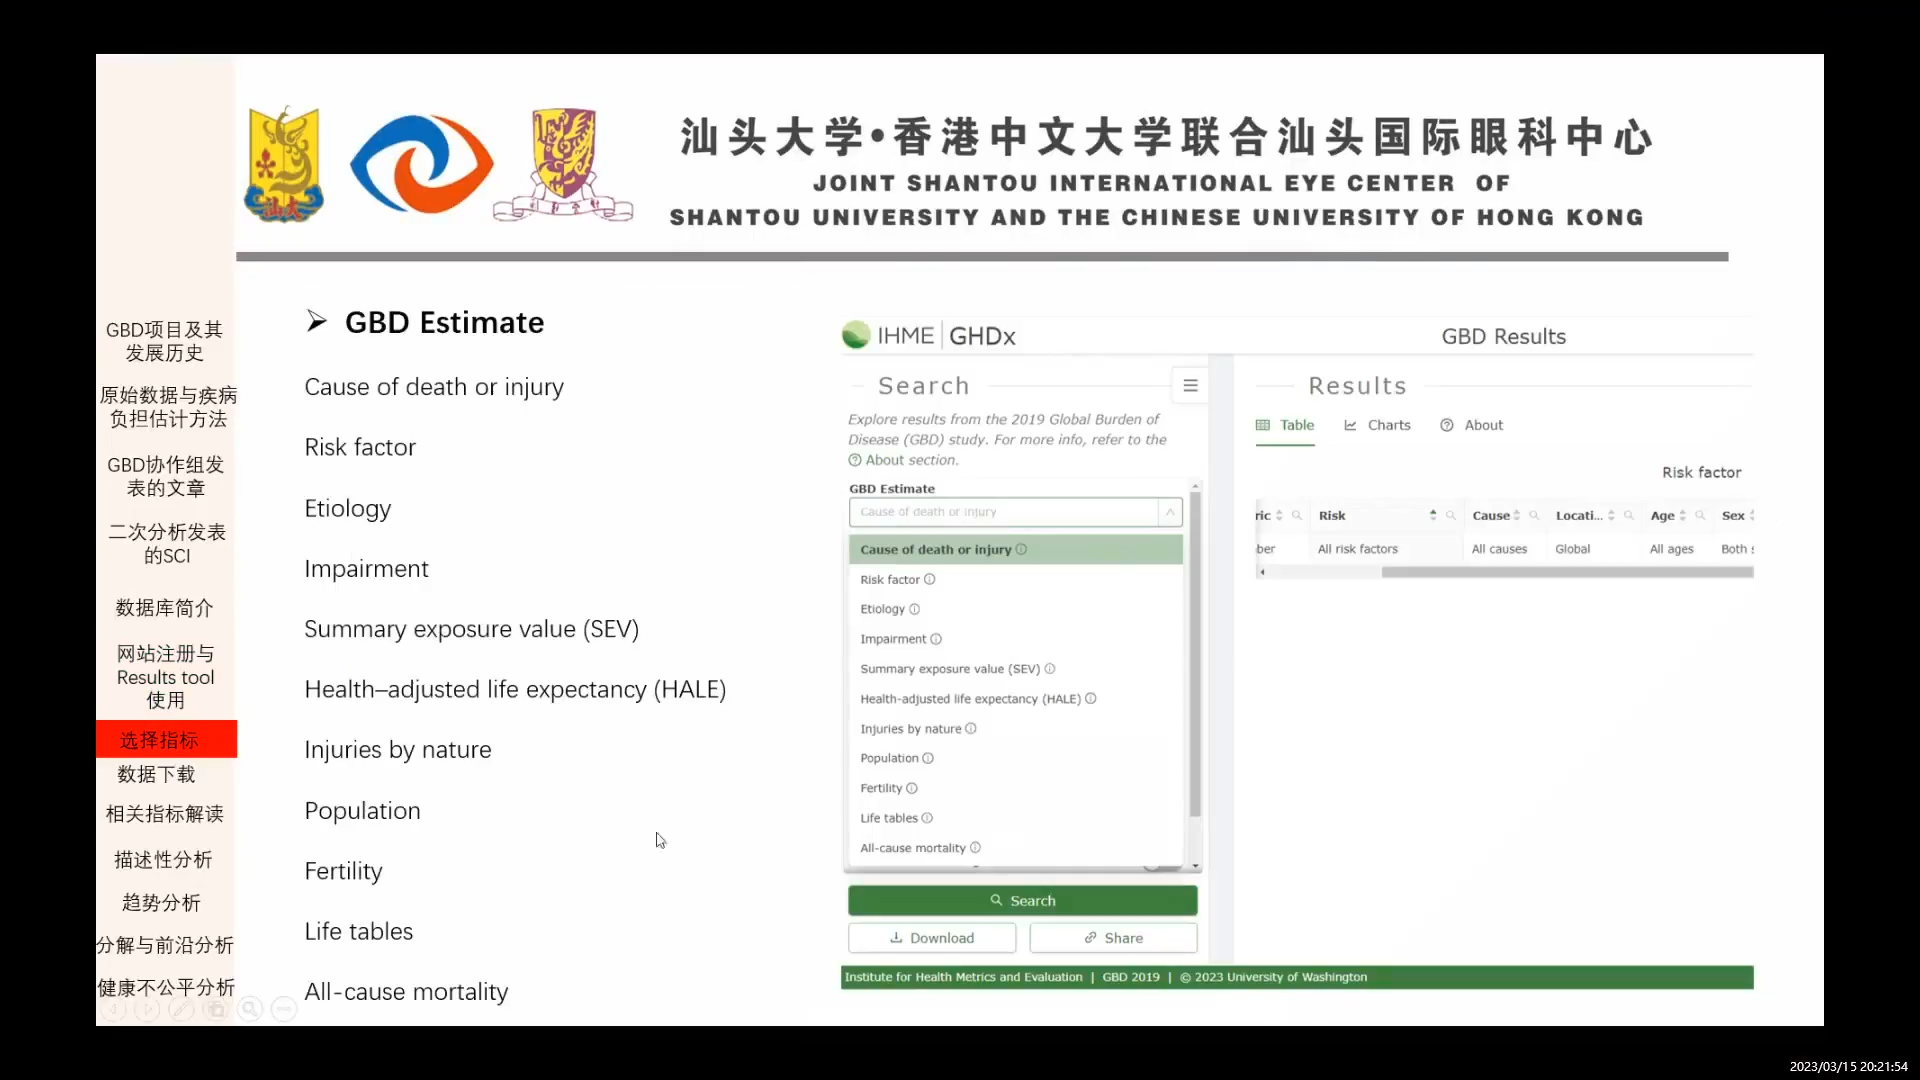 汕头大学•香港中文大学联合汕头国际眼科中心
JOINT SHANTOU INTERNATIONAL EYE CENTER OF
SHANTOU UNIVERSITY AND THE CHINESE UNIVERSITY OF HONG KONG
GBD项目及其
发展历史
原始数据与疾病
负担估计方法
GBD协作组发
表的文章
二次分析发表
的SCI
数据库简介
网站注册与
Results tool
使用
选择指标
数据下载
相关指标解读
描述性分析
趋势分析
分解与前沿分析
健康不公平分析
GBD Estimate
Cause of death or injury
Risk factor
Etiology
Impairment
Summary exposure value (SEV)
Health–adjusted life expectancy (HALE)
Injuries by nature
Population
Fertility
Life tables
All-cause mortality
IHME GHDx
GBD Results
Search
Explore results from the 2019 Global Burden of
Disease (GBD) study. For more info, refer to the
About section.
GBD Estimate
Cause of death or injury
Cause of death or injury
Risk factor
Etiology
Impairment
Summary exposure value (SEV)
Health-adjusted life expectancy (HALE)
Injuries by nature
Population
Fertility
Life tables
All-cause mortality
Search
Download Share
Results
Table Charts About
Risk factor
ric Risk Cause Locati... Age Sex
ber All risk factors All causes Global All ages Both
Institute for Health Metrics and Evaluation | GBD 2019 | © 2023 University of Washington
2023/03/15 20:21:54